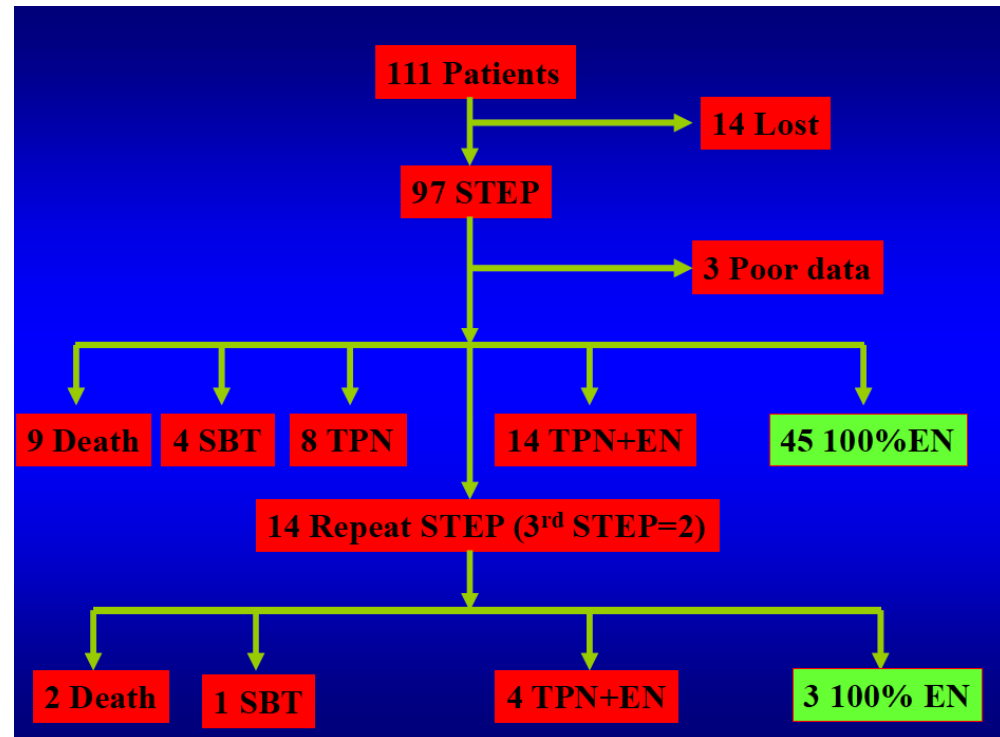 111 Patients
14 Lost
97 STEP
3 Poor data
9 Death
4 SBT
8 TPN
14 TPN+EN
45 100%EN
14 Repeat STEP (3rd STEP=2)
2 Death
1 SBT
4 TPN+EN
3 100% EN